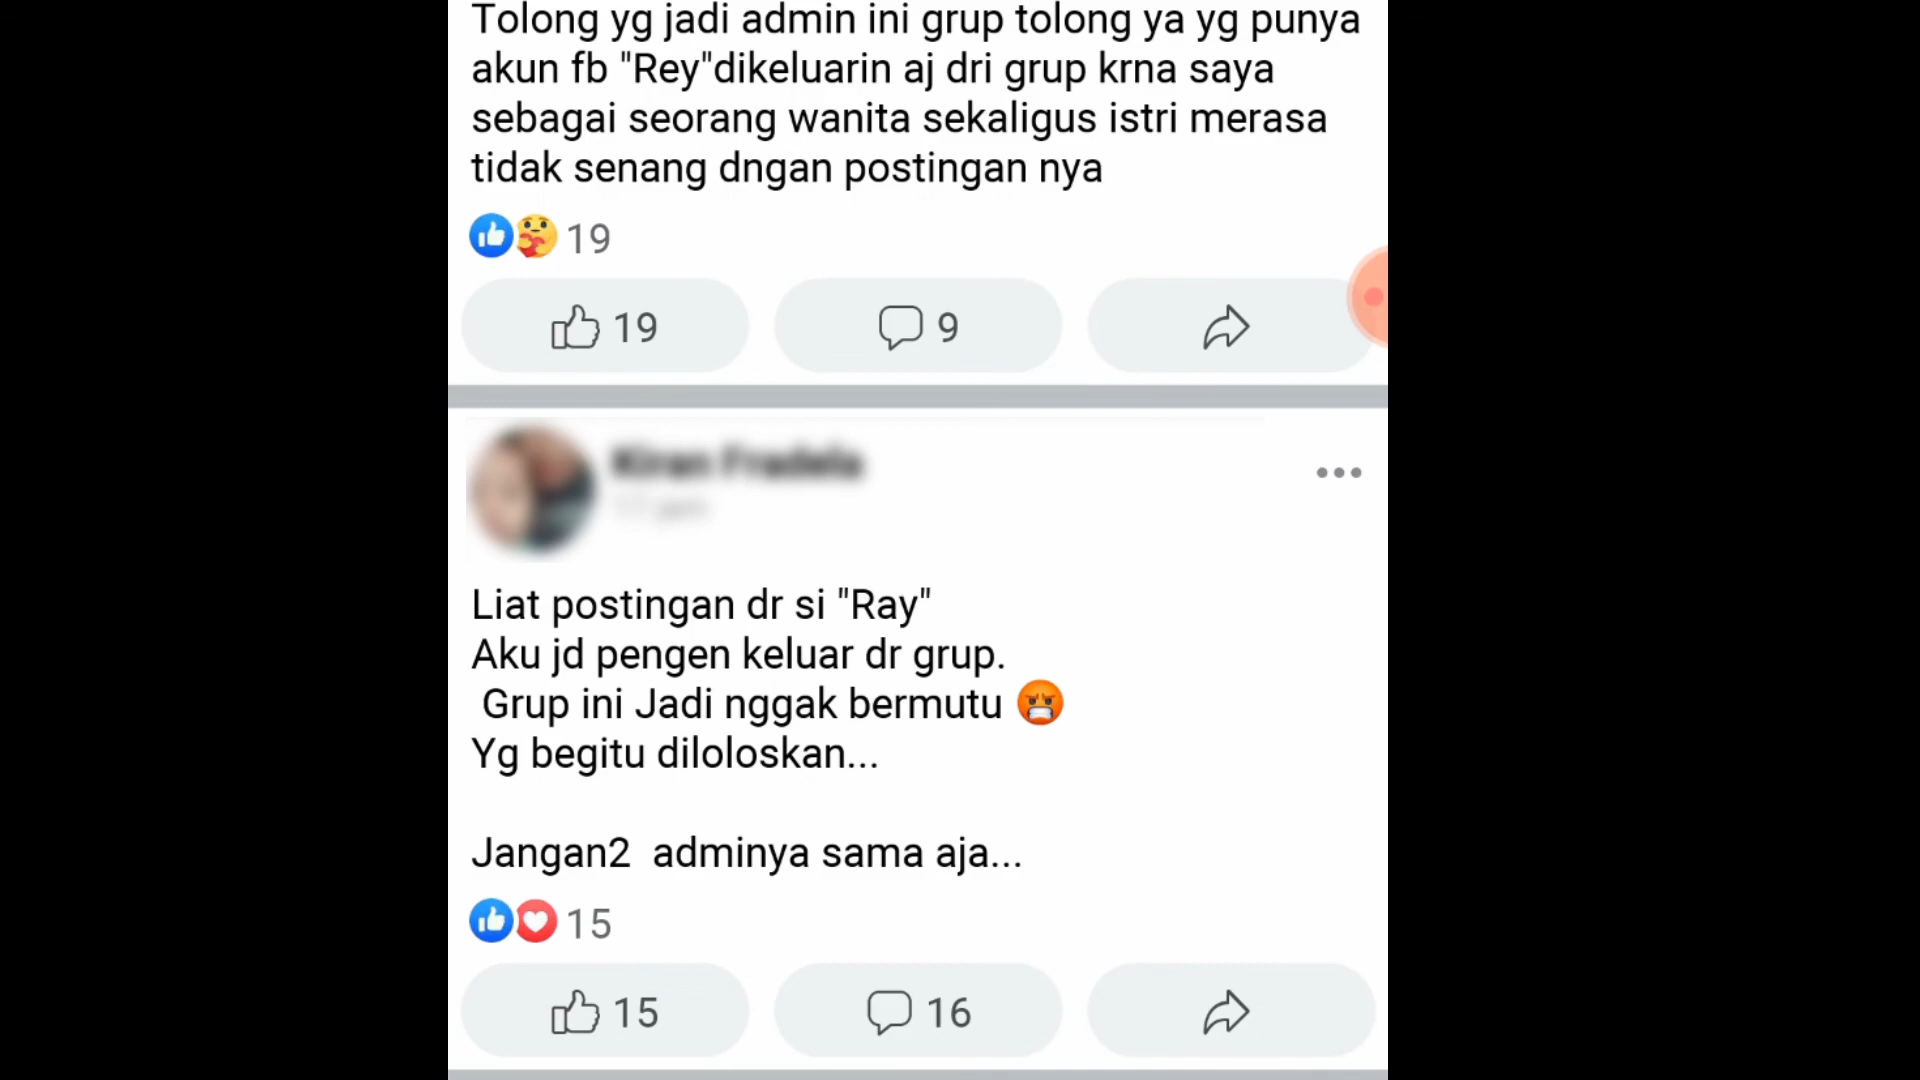 Tolong yg jadi admin ini grup tolong ya yg punya
akun fb "Rey"dikeluarin aj dri grup krna saya
sebagai seorang wanita sekaligus istri merasa
tidak senang dngan postingan nya
19
19
9
Liat postingan dr si "Ray"
Aku jd pengen keluar dr grup.
Grup ini Jadi nggak bermutu
Yg begitu diloloskan...
Jangan2  adminya sama aja...
15
15
16